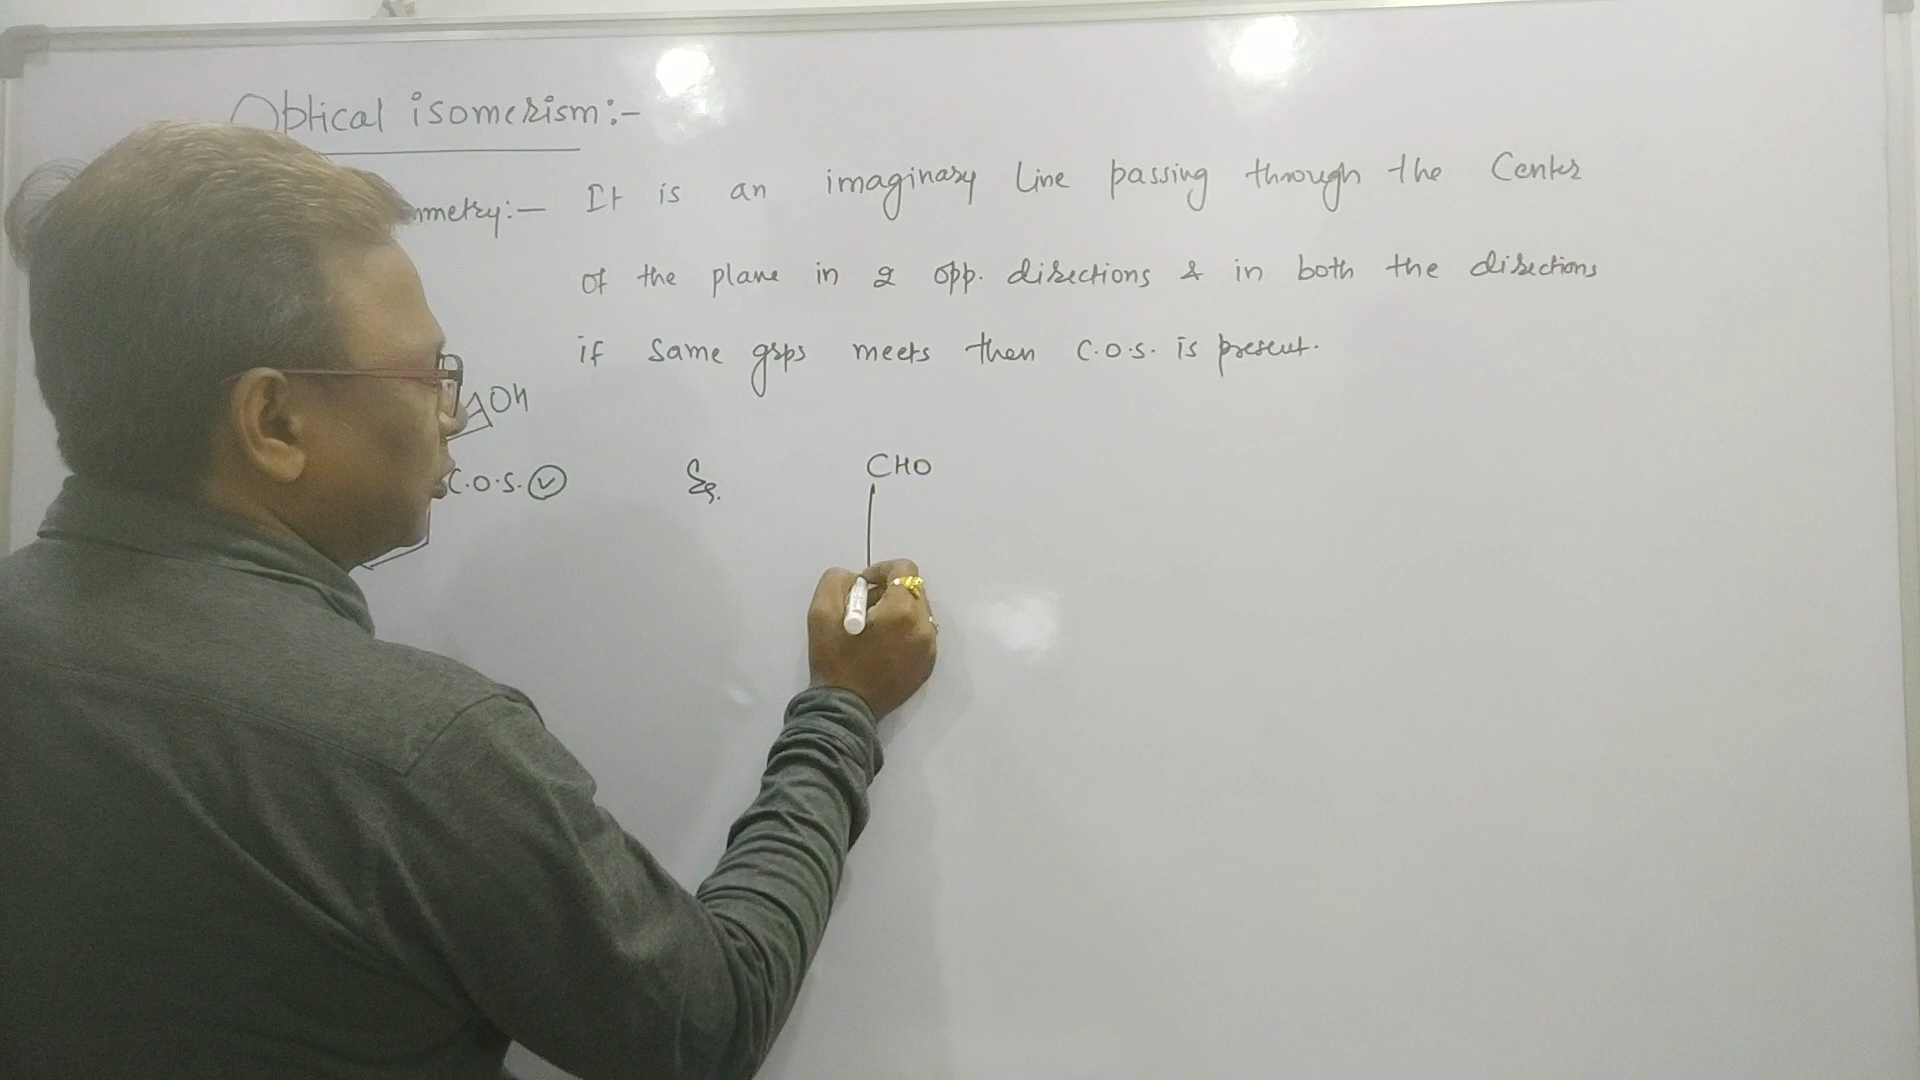 Optical isomerism:-
mmetry:- It is an imaginary line passing through the Center
of the plane in 2 opp. directions & in both the directions
if same grps meets then C.O.S. is present.
OH
C.O.S. ✓ Eg. CHO